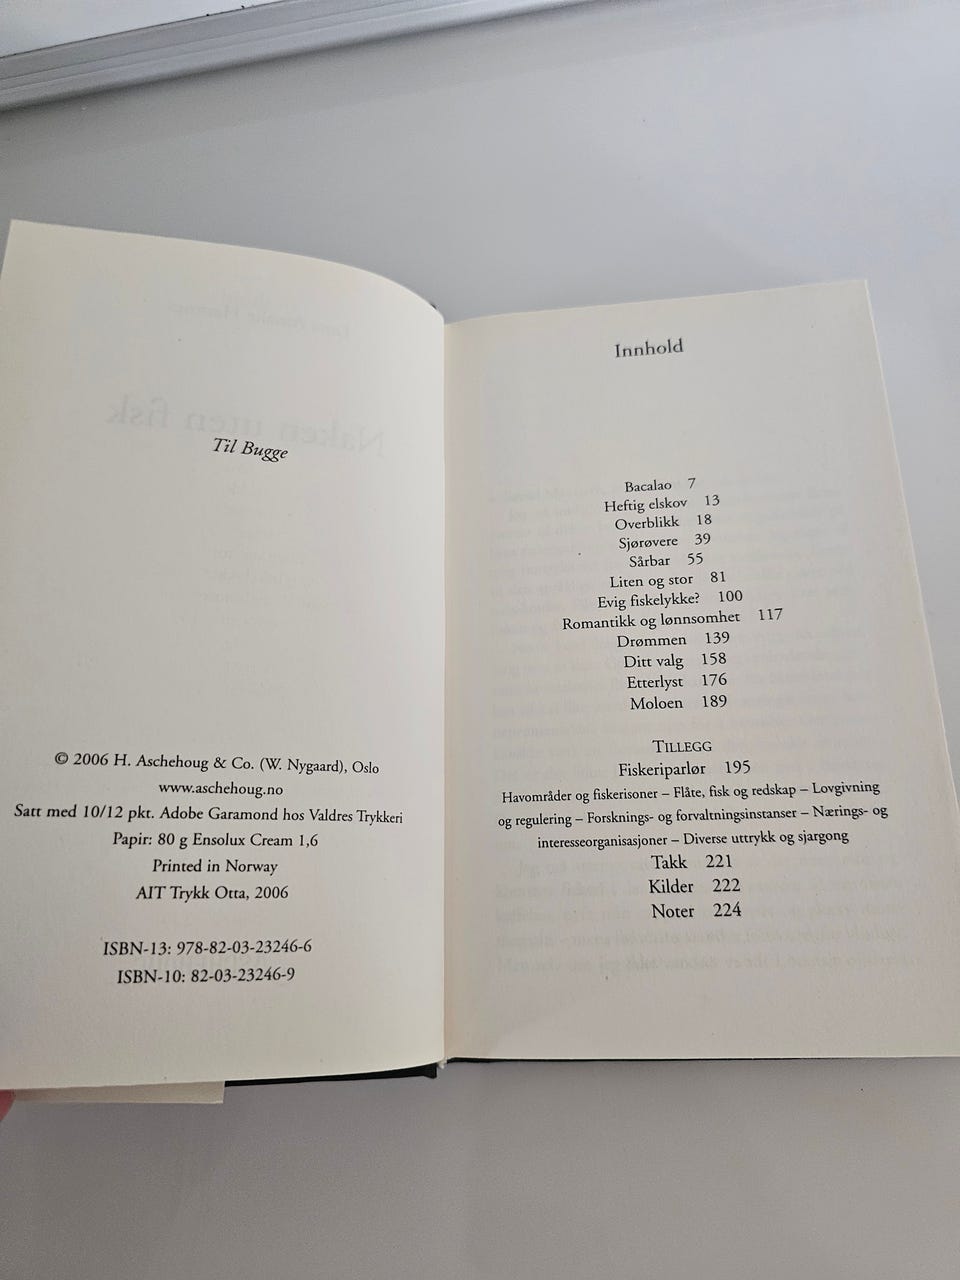 Til Bugge
© 2006 H. Aschehoug & Co. (W. Nygaard), Oslo
www.aschehoug.no
Satt med 10/12 pkt. Adobe Garamond hos Valdres Trykkeri
Papir: 80 g Ensolux Cream 1,6
Printed in Norway
AIT Trykk Otta, 2006
ISBN-13: 978-82-03-23246-6
ISBN-10: 82-03-23246-9
Innhold
Bacalao 7
Heftig elskov 13
Overblikk 18
Sjørøvere 39
Sårbar 55
Liten og stor 81
Evig fiskelykke? 100
Romantikk og lønnsomhet 117
Drømmen 139
Ditt valg 158
Etterlyst 176
Moloen 189
TILLEGG
Fiskeriparlør 195
Havområder og fiskerisoner – Flåte, fisk og redskap – Lovgivning
og regulering – Forsknings- og forvaltningsinstanser – Nærings- og
interesseorganisasjoner – Diverse uttrykk og sjargong
Takk 221
Kilder 222
Noter 224